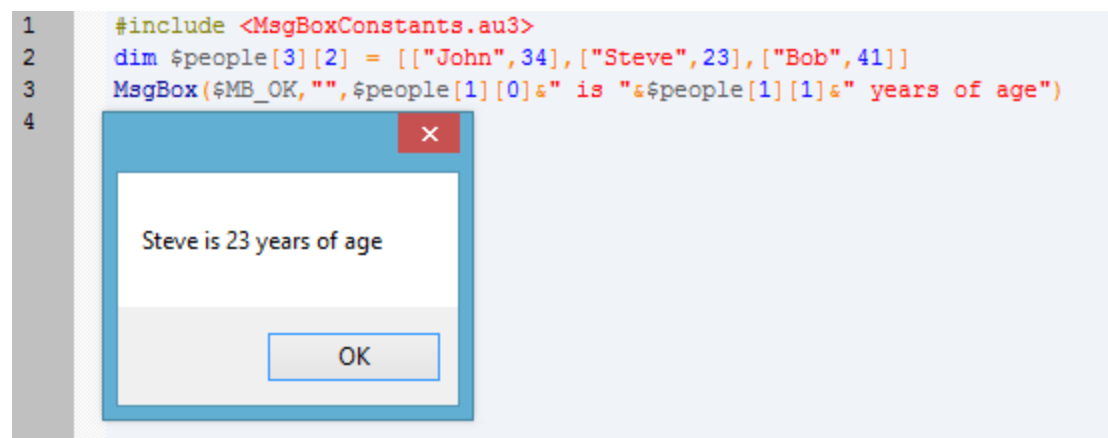 1 #include <MsgBoxConstants.au3>
2 dim $people[3][2] = [["John",34],["Steve",23],["Bob",41]]
3 MsgBox($MB_OK,"",$people[1][0]&" is "&$people[1][1]&" years of age")
4
Steve is 23 years of age
OK